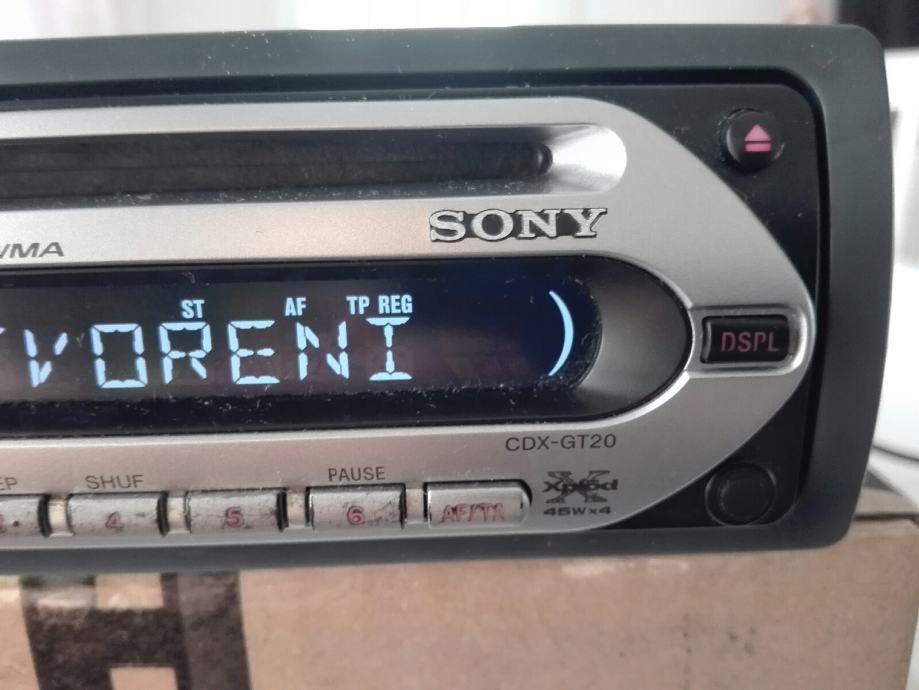 SONY
WMA
ST AF TP REG
VORENI )
DSPL
CDX-GT20
SHUF PAUSE
4 5 6 AF/TA
Xplod
45W×4